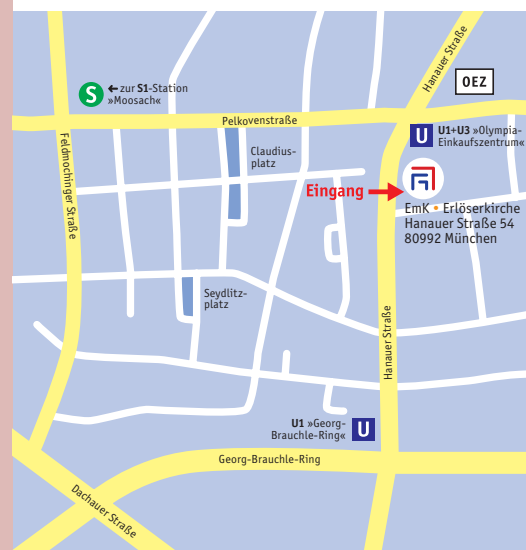 Hanauer Straße
OEZ
S
←zur S1-Station
»Moosach«
Pelkovenstraße
U
U1+U3 »Olympia-
Einkaufszentrum«
Feldmochinger Straße
Claudius-
platz
Eingang
EmK • Erlöserkirche
Hanauer Straße 54
80992 München
Seydlitz-
platz
Hanauer Straße
U1 »Georg-
Brauchle-Ring«
U
Georg-Brauchle-Ring
Dachauer Straße